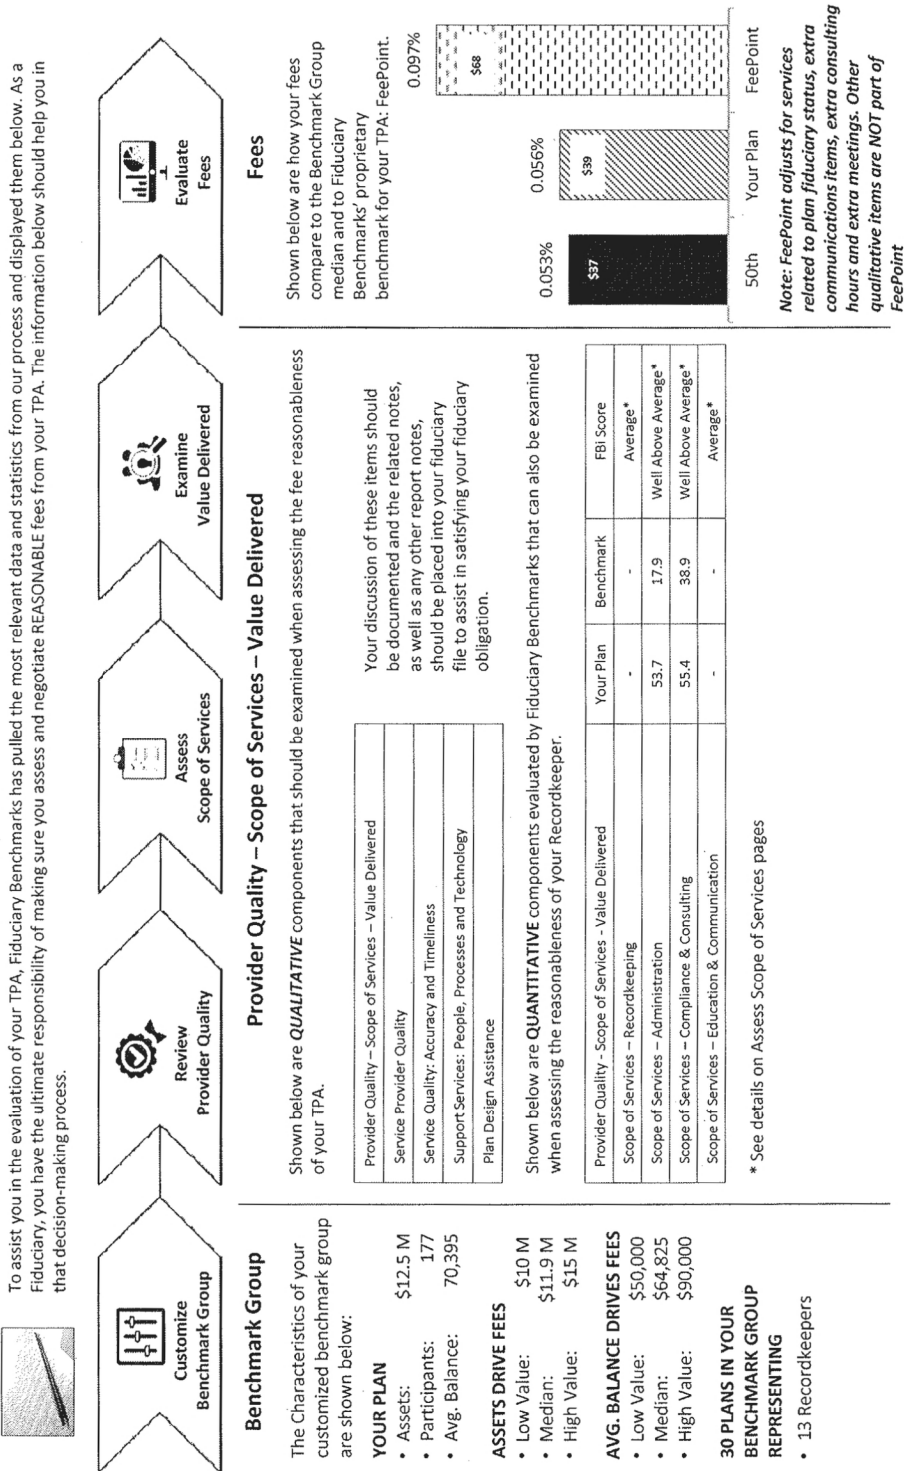 To assist you in the evaluation of your TPA, Fiduciary Benchmarks has pulled the most relevant data and statistics from our process and displayed them below. As a
Fiduciary, you have the ultimate responsibility of making sure you assess and negotiate REASONABLE fees from your TPA. The information below should help you in
that decision-making process.
Customize
Benchmark Group
Review
Provider Quality
Assess
Scope of Services
Examine
Value Delivered
Evaluate
Fees
Benchmark Group
The Characteristics of your
customized benchmark group
are shown below:
YOUR PLAN
• Assets: $12.5 M
• Participants: 177
• Avg. Balance: 70,395
ASSETS DRIVE FEES
• Low Value: $10 M
• Median: $11.9 M
• High Value: $15 M
AVG. BALANCE DRIVES FEES
• Low Value: $50,000
• Median: $64,825
• High Value: $90,000
30 PLANS IN YOUR
BENCHMARK GROUP
REPRESENTING
• 13 Recordkeepers
Provider Quality – Scope of Services – Value Delivered
Shown below are QUALITATIVE components that should be examined when assessing the fee reasonableness
of your TPA.
Provider Quality – Scope of Services – Value Delivered
Service Provider Quality
Service Quality: Accuracy and Timeliness
Support Services: People, Processes and Technology
Plan Design Assistance
Your discussion of these items should
be documented and the related notes,
as well as any other report notes,
should be placed into your fiduciary
file to assist in satisfying your fiduciary
obligation.
Shown below are QUANTITATIVE components evaluated by Fiduciary Benchmarks that can also be examined
when assessing the reasonableness of your Recordkeeper.
Provider Quality - Scope of Services - Value Delivered Your Plan Benchmark FBi Score
Scope of Services – Recordkeeping - - Average*
Scope of Services – Administration 53.7 17.9 Well Above Average*
Scope of Services – Compliance & Consulting 55.4 38.9 Well Above Average*
Scope of Services – Education & Communication - - Average*
* See details on Assess Scope of Services pages
Fees
Shown below are how your fees
compare to the Benchmark Group
median and to Fiduciary
Benchmarks' proprietary
benchmark for your TPA: FeePoint.
0.053% 0.056% 0.097%
$37 $39 $68
50th Your Plan FeePoint
Note: FeePoint adjusts for services
related to plan fiduciary status, extra
communications items, extra consulting
hours and extra meetings. Other
qualitative items are NOT part of
FeePoint